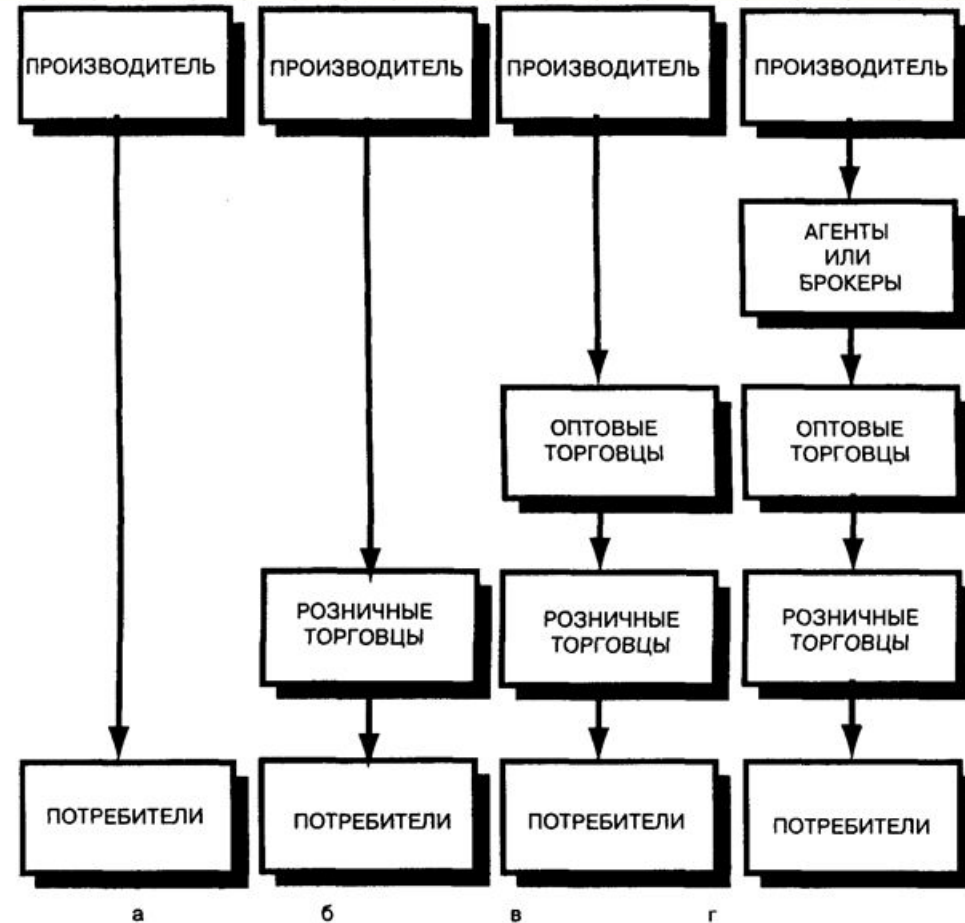 ПРОИЗВОДИТЕЛЬ
ПРОИЗВОДИТЕЛЬ
ПРОИЗВОДИТЕЛЬ
ПРОИЗВОДИТЕЛЬ
АГЕНТЫ
ИЛИ
БРОКЕРЫ
ОПТОВЫЕ
ТОРГОВЦЫ
ОПТОВЫЕ
ТОРГОВЦЫ
РОЗНИЧНЫЕ
ТОРГОВЦЫ
РОЗНИЧНЫЕ
ТОРГОВЦЫ
РОЗНИЧНЫЕ
ТОРГОВЦЫ
ПОТРЕБИТЕЛИ
ПОТРЕБИТЕЛИ
ПОТРЕБИТЕЛИ
ПОТРЕБИТЕЛИ
а
б
в
г